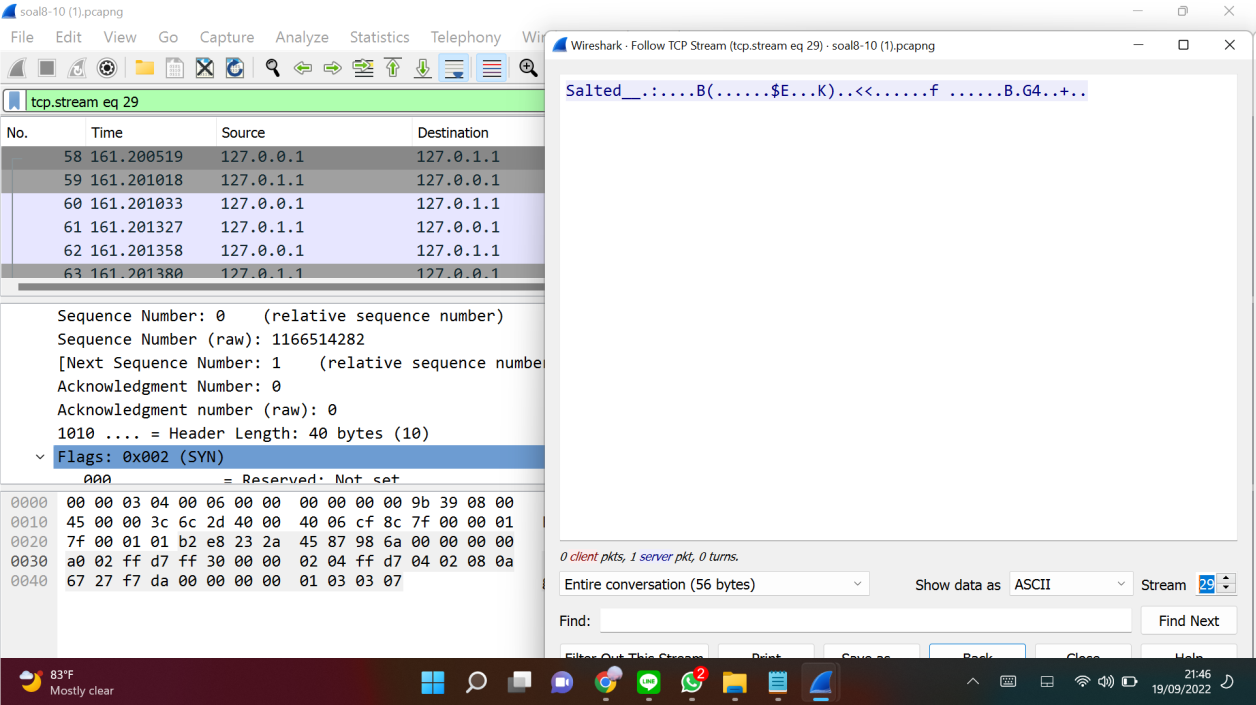 soal8-10 (1).pcapng
File Edit View Go Capture Analyze Statistics Telephony
Wireshark · Follow TCP Stream (tcp.stream eq 29) · soal8-10 (1).pcapng
tcp.stream eq 29
No. Time Source Destination
58 161.200519 127.0.0.1 127.0.1.1
59 161.201018 127.0.1.1 127.0.0.1
60 161.201033 127.0.0.1 127.0.1.1
61 161.201327 127.0.1.1 127.0.0.1
62 161.201358 127.0.0.1 127.0.1.1
63 161.201380 127.0.1.1 127.0.0.1
Sequence Number: 0 (relative sequence number)
Sequence Number (raw): 1166514282
[Next Sequence Number: 1 (relative sequence number
Acknowledgment Number: 0
Acknowledgment number (raw): 0
1010 .... = Header Length: 40 bytes (10)
Flags: 0x002 (SYN)
000. .... .... = Reserved: Not set
0000 00 00 03 04 00 06 00 00 00 00 00 00 9b 39 08 00
0010 45 00 00 3c 6c 2d 40 00 40 06 cf 8c 7f 00 00 01
0020 7f 00 01 01 b2 e8 23 2a 45 87 98 6a 00 00 00 00
0030 a0 02 ff d7 ff 30 00 00 02 04 ff d7 04 02 08 0a
0040 67 27 f7 da 00 00 00 00 01 03 03 07
Salted__.:....B(......$E...K)..<<......f ......B.G4..+..
0 client pkts, 1 server pkt, 0 turns.
Entire conversation (56 bytes) Show data as ASCII Stream 29
Find: Find Next
Filter Out This Stream Print Save as... Back Close Help
83°F
Mostly clear
LINE
2
21:46
19/09/2022